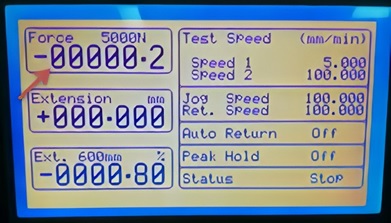 Force 5000N
-00000.2
Extension mm
+000.000
Ext. 600mm %
-0000.80
Test Speed (mm/min)
Speed 1 5.000
Speed 2 100.000
Jog Speed 100.000
Ret. Speed 100.000
Auto Return Off
Peak Hold Off
Status Stop